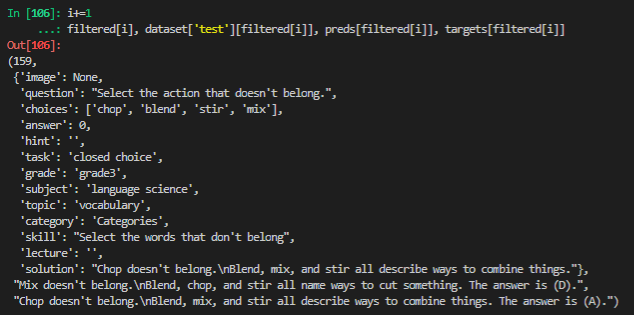 In [106]: i+=1
...: filtered[i], dataset['test'][filtered[i]], preds[filtered[i]], targets[filtered[i]]
Out[106]:
(159,
{'image': None,
'question': "Select the action that doesn't belong.",
'choices': ['chop', 'blend', 'stir', 'mix'],
'answer': 0,
'hint': '',
'task': 'closed choice',
'grade': 'grade3',
'subject': 'language science',
'topic': 'vocabulary',
'category': 'Categories',
'skill': "Select the words that don't belong",
'lecture': '',
'solution': "Chop doesn't belong.\nBlend, mix, and stir all describe ways to combine things."},
"Mix doesn't belong.\nBlend, chop, and stir all name ways to cut something. The answer is (D).",
"Chop doesn't belong.\nBlend, mix, and stir all describe ways to combine things. The answer is (A).")